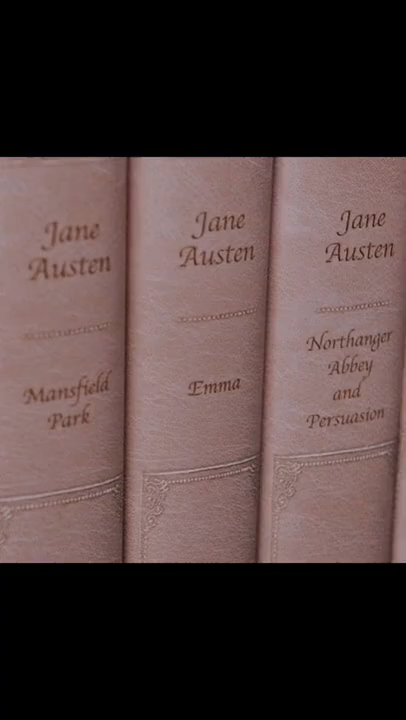 Jane
Austen
Mansfield
Park
Jane
Austen
Emma
Jane
Austen
Northanger
Abbey
and
Persuasion